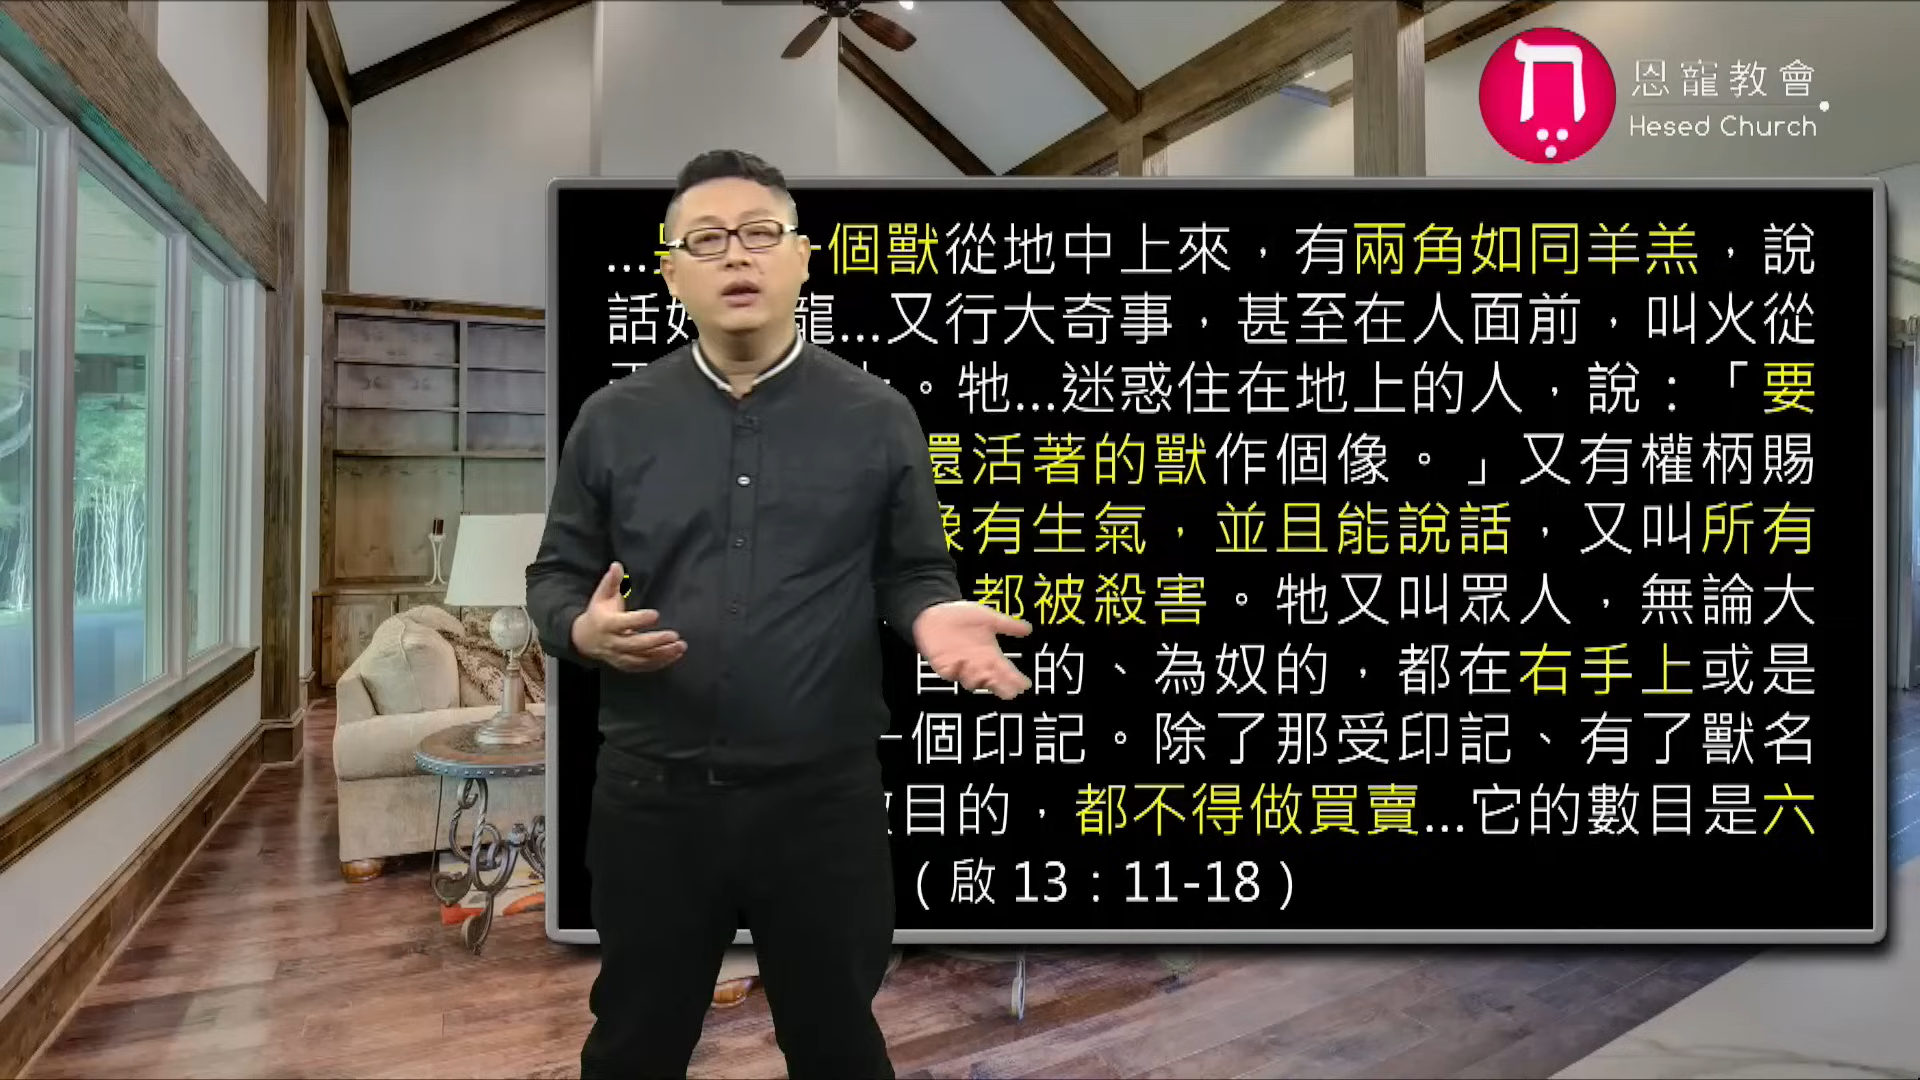 恩寵教會
Hesed Church
...一個獸從地中上來，有兩角如同羊羔，說
話龍...又行大奇事，甚至在人面前，叫火從
。牠...迷惑住在地上的人，說：「要
還活著的獸作個像。」又有權柄賜
像有生氣，並且能說話，又叫所有
都被殺害。牠又叫眾人，無論大
的、為奴的，都在右手上或是
一個印記。除了那受印記、有了獸名
目的，都不得做買賣...它的數目是六
（啟 13：11-18）